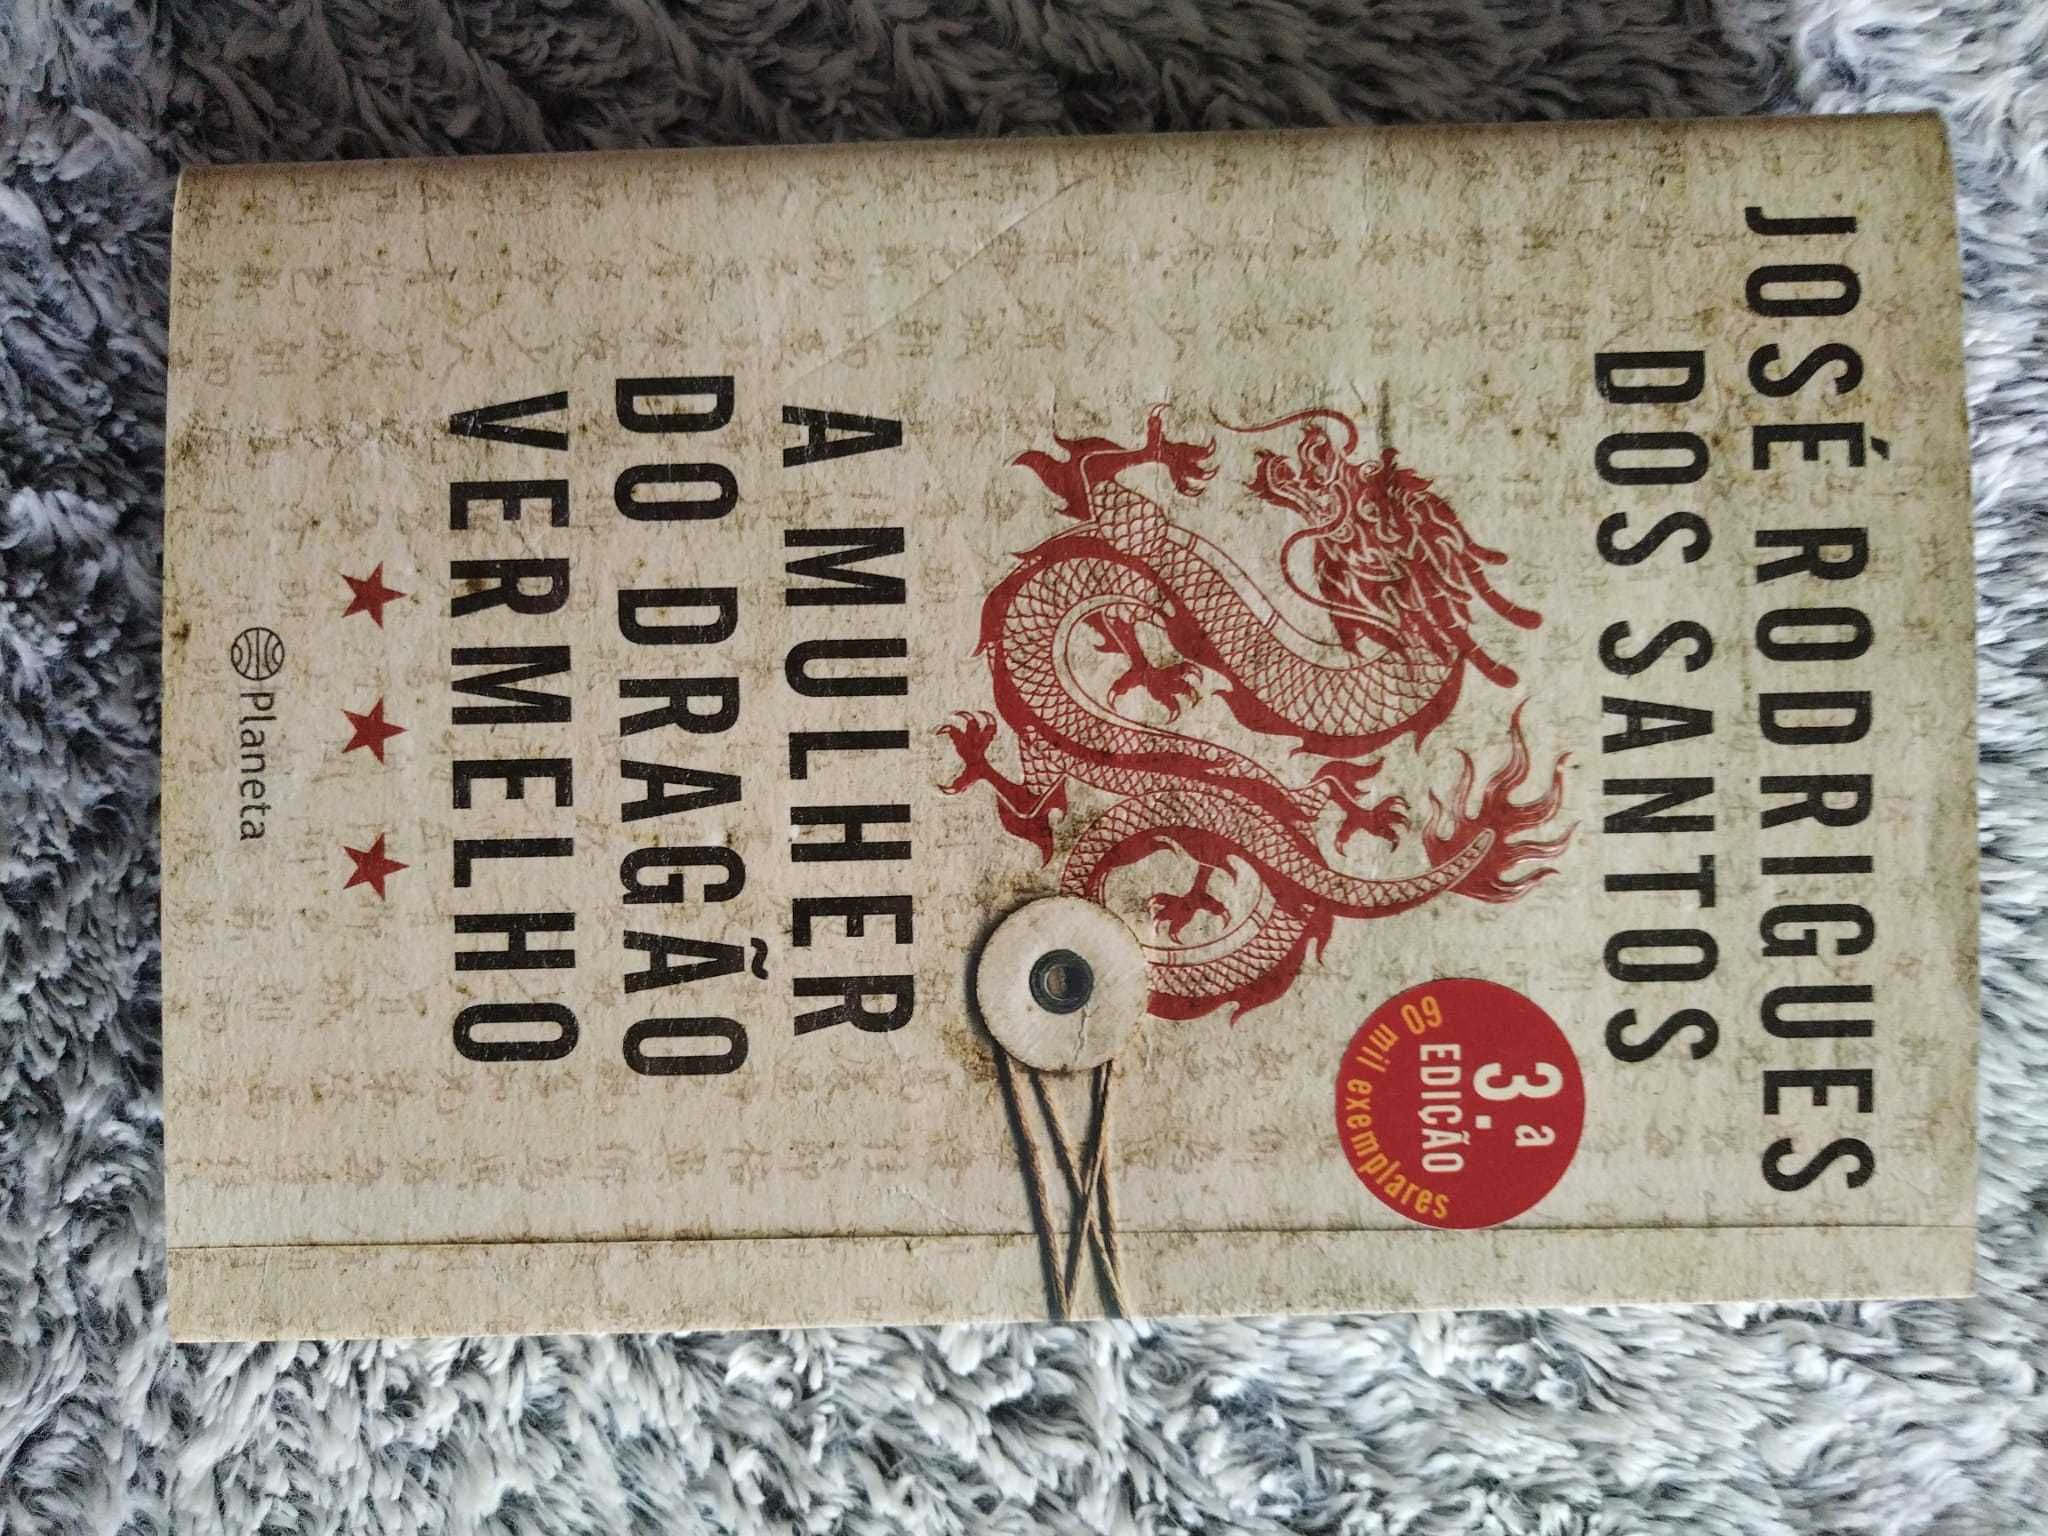 JOSÉ RODRIGUES
DOS SANTOS
3.ª
EDIÇÃO
60 mil exemplares
A MULHER
DO DRAGÃO
VERMELHO
Planeta